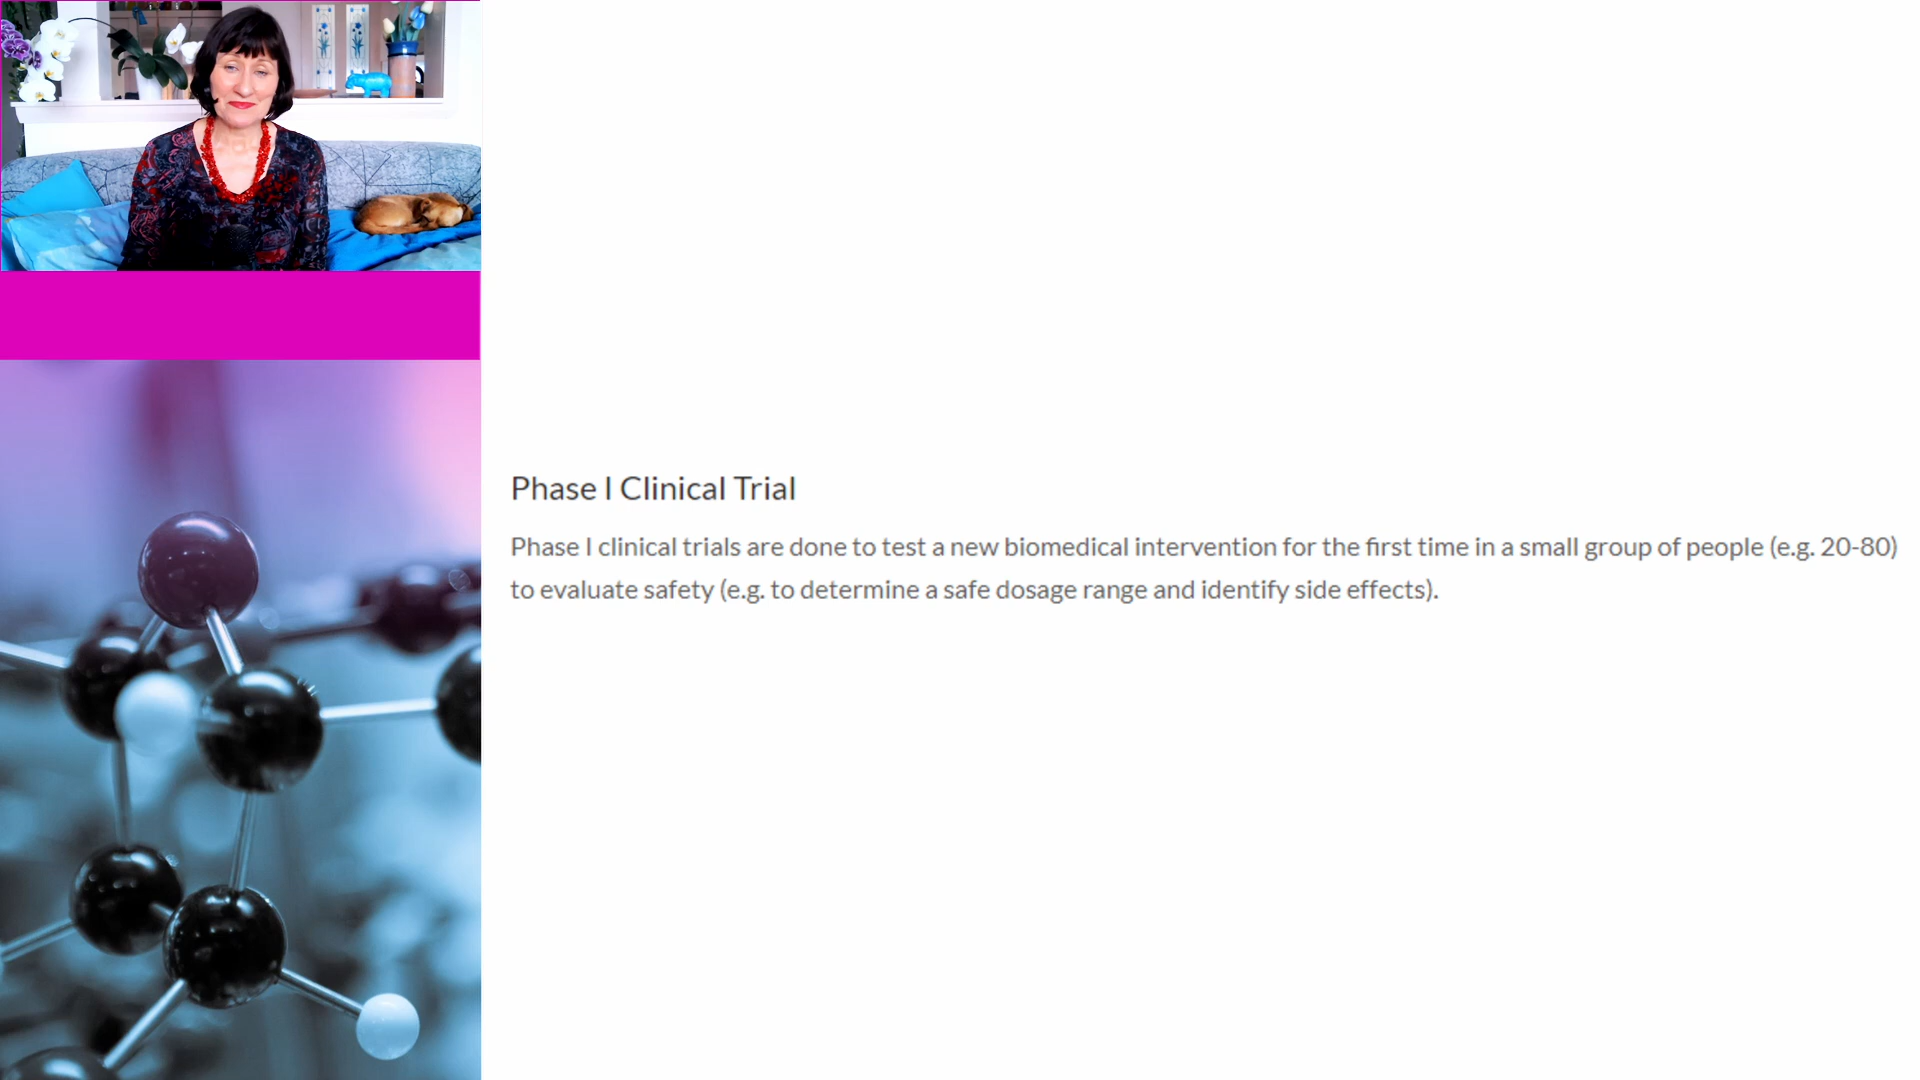 Phase I Clinical Trial
Phase I clinical trials are done to test a new biomedical intervention for the first time in a small group of people (e.g. 20-80)
to evaluate safety (e.g. to determine a safe dosage range and identify side effects).